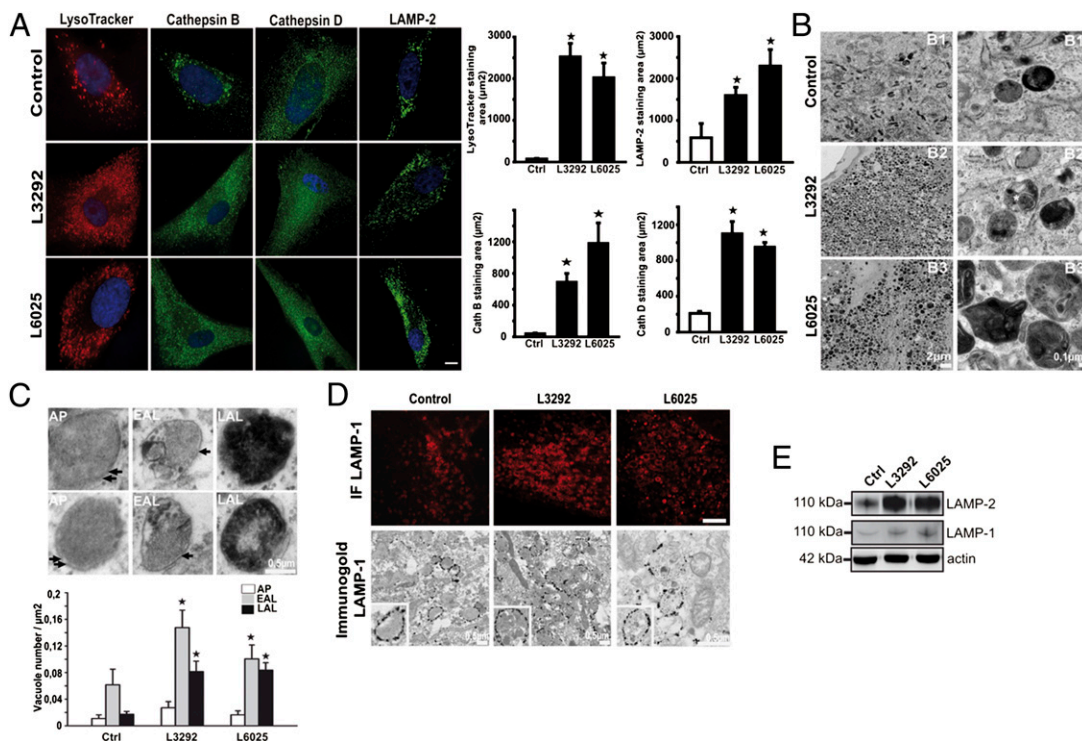 A
LysoTracker Cathepsin B Cathepsin D LAMP-2
Control
L3292
L6025
LysoTracker staining
area (µm2)
3000
2000
1000
0
Ctrl L3292 L6025
★ ★
LAMP-2 staining area (µm2)
3000
2000
1000
0
Ctrl L3292 L6025
★ ★
Cath B staining area (µm2)
1600
1200
800
400
0
Ctrl L3292 L6025
★ ★
Cath D staining area (µm2)
1600
1200
800
400
0
Ctrl L3292 L6025
★ ★
B
Control
L3292
L6025
B1 B1
B2 B2
B3 B3
2µm 0.1µm
C
AP EAL LAL
AP EAL LAL
0.5µm
Vacuole number / µm2
0,2
0,16
0,12
0,08
0,04
0
AP
EAL
LAL
★ ★ ★ ★
Ctrl L3292 L6025
D
Control L3292 L6025
IF LAMP-1
Immunogold
LAMP-1
0.5µm 0.5µm 0.5µm
E
Ctrl L3292 L6025
110 kDa LAMP-2
110 kDa LAMP-1
42 kDa actin